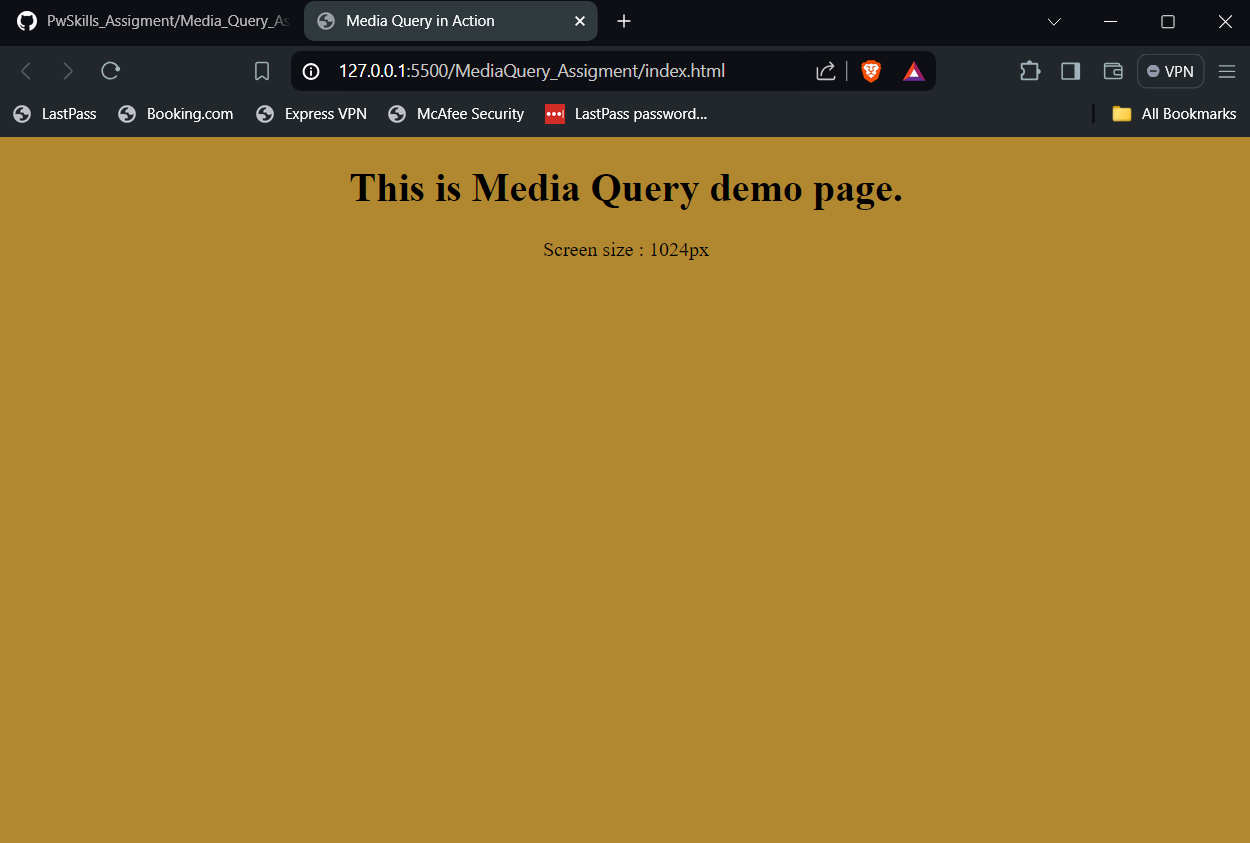 PwSkills_Assigment/Media_Query_As
Media Query in Action
127.0.0.1:5500/MediaQuery_Assigment/index.html
VPN
LastPass
Booking.com
Express VPN
McAfee Security
LastPass password...
All Bookmarks
This is Media Query demo page.
Screen size : 1024px